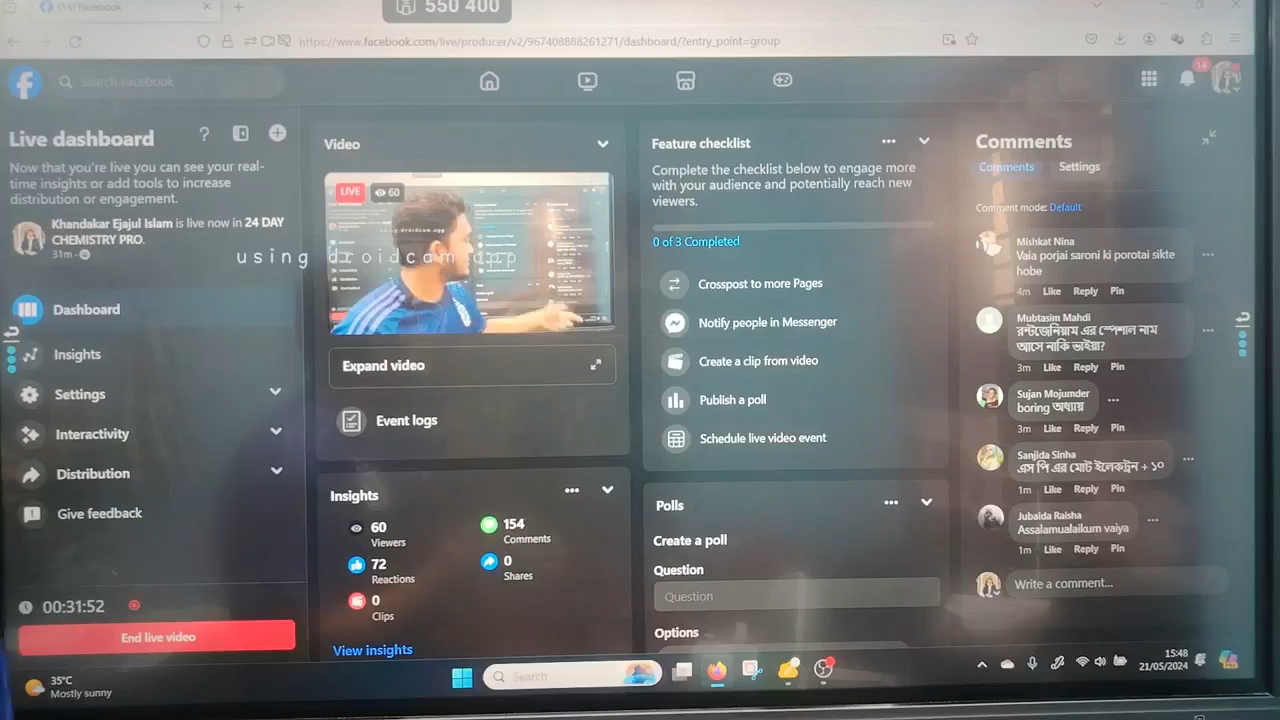 (14) Facebook
550 400
https://www.facebook.com/live/producer/v2/967408888261271/dashboard/?entry_point=group
Search Facebook
14
Live dashboard
Now that you're live you can see your real-
time insights or add tools to increase
distribution or engagement.
Khandakar Ejajul Islam is live now in 24 DAY
CHEMISTRY PRO.
31m
using droidcam app
Dashboard
Insights
Settings
Interactivity
Distribution
Give feedback
00:31:52
End live video
Video
LIVE
60
Expand video
Event logs
Insights
60
Viewers
154
Comments
72
Reactions
0
Shares
0
Clips
View insights
Feature checklist
Complete the checklist below to engage more
with your audience and potentially reach new
viewers.
0 of 3 Completed
Crosspost to more Pages
Notify people in Messenger
Create a clip from video
Publish a poll
Schedule live video event
Polls
Create a poll
Question
Question
Options
Comments
Comments Settings
Comment mode: Default
Mishkat Nina
Vaia porjai saroni ki porotai sikte
hobe
4m Like Reply Pin
Mubtasim Mahdi
রন্টজেনিয়াম এর স্পেশাল নাম
আসে নাকি ভাইয়া?
3m Like Reply Pin
Sujan Mojumder
boring অধ্যায়
3m Like Reply Pin
Sanjida Sinha
এস পি এর মোট ইলেকট্রন + ১০
1m Like Reply Pin
Jubaida Raisha
Assalamualaikum vaiya
1m Like Reply Pin
Write a comment...
35°C
Mostly sunny
Search
15:48
21/05/2024